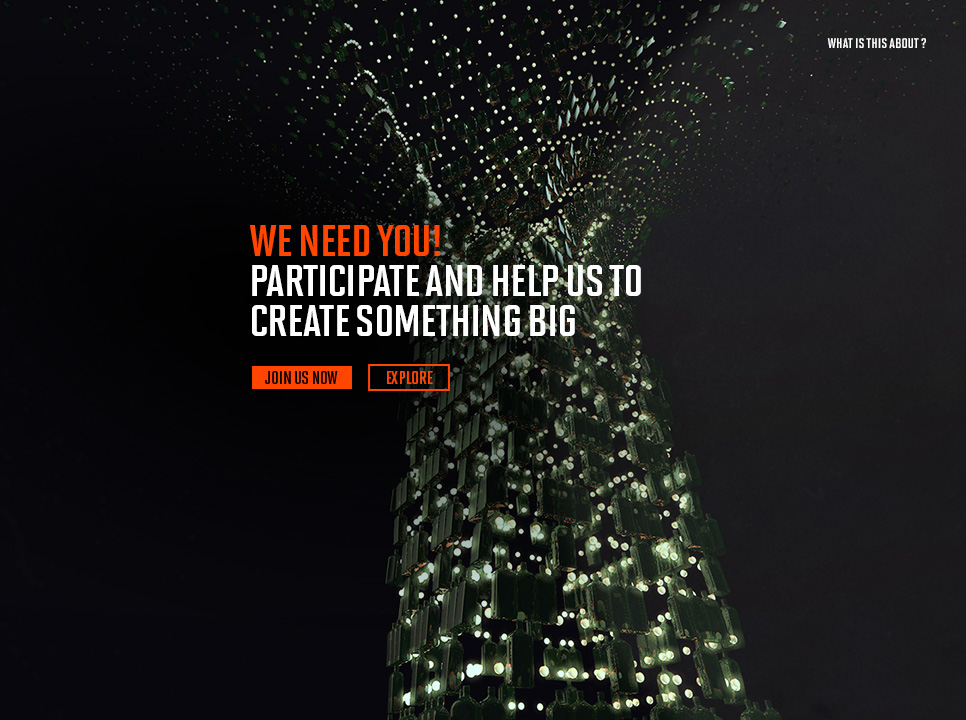 WHAT IS THIS ABOUT ?
WE NEED YOU!
PARTICIPATE AND HELP US TO
CREATE SOMETHING BIG
JOIN US NOW
EXPLORE